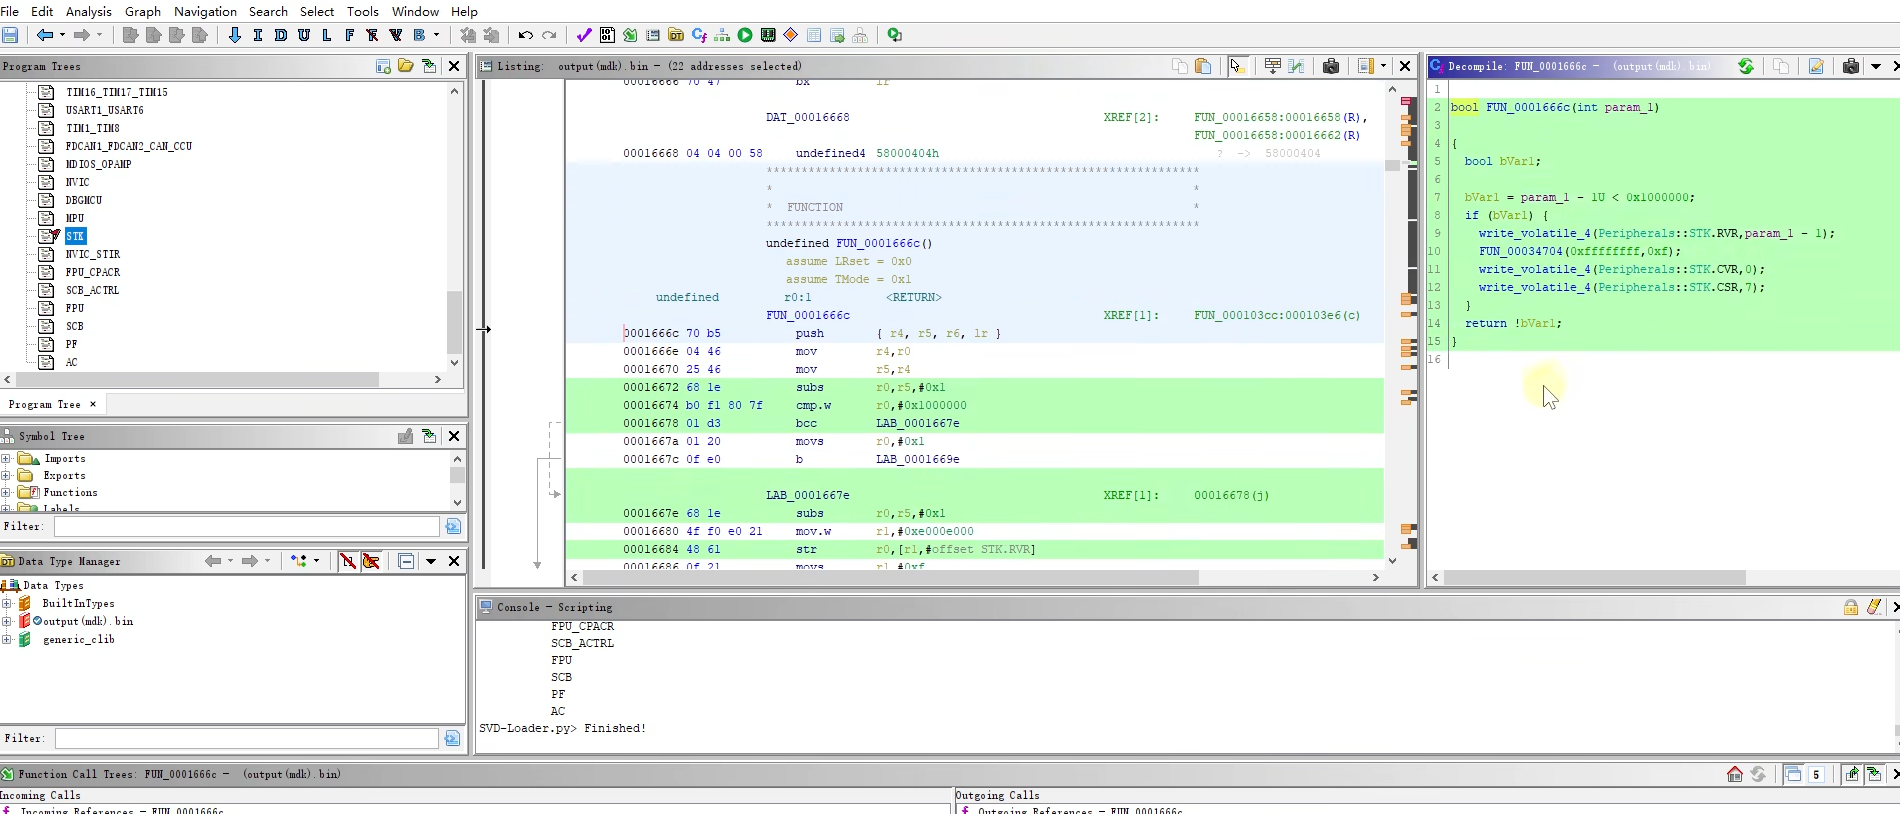 File Edit Analysis Graph Navigation Search Select Tools Window Help
I D U L F F V B
Program Trees
TIM16_TIM17_TIM15
USART1_USART6
TIM1_TIM8
FDCAN1_FDCAN2_CAN_CCU
MDIOS_OPAMP
NVIC
DBGMCU
MPU
STK
NVIC_STIR
FPU_CPACR
SCB_ACTRL
FPU
SCB
PF
AC
Program Tree ×
Symbol Tree
Imports
Exports
Functions
Labels
Filter:
Data Type Manager
Data Types
BuiltInTypes
output(mdk).bin
generic_clib
Filter:
Listing: output(mdk).bin - (22 addresses selected)
00016666 70 47 bx lr
DAT_00016668 XREF[2]: FUN_00016658:00016658(R),
FUN_00016658:00016662(R)
00016668 04 04 00 58 undefined4 58000404h ? -> 58000404
************************************************************
* *
* FUNCTION *
************************************************************
undefined FUN_0001666c()
assume LRset = 0x0
assume TMode = 0x1
undefined r0:1 <RETURN>
FUN_0001666c XREF[1]: FUN_000103cc:000103e6(c)
0001666c 70 b5 push { r4, r5, r6, lr }
0001666e 04 46 mov r4,r0
00016670 25 46 mov r5,r4
00016672 68 1e subs r0,r5,#0x1
00016674 b0 f1 80 7f cmp.w r0,#0x1000000
00016678 01 d3 bcc LAB_0001667e
0001667a 01 20 movs r0,#0x1
0001667c 0f e0 b LAB_0001669e
LAB_0001667e XREF[1]: 00016678(j)
0001667e 68 1e subs r0,r5,#0x1
00016680 4f f0 e0 21 mov.w r1,#0xe000e000
00016684 48 61 str r0,[r1,#offset STK.RVR]
00016686 0f 21 movs r1,#0xf
Decompile: FUN_0001666c - (output(mdk).bin)
1
2 bool FUN_0001666c(int param_1)
3
4 {
5 bool bVar1;
6
7 bVar1 = param_1 - 1U < 0x1000000;
8 if (bVar1) {
9 write_volatile_4(Peripherals::STK.RVR,param_1 - 1);
10 FUN_00034704(0xffffffff,0xf);
11 write_volatile_4(Peripherals::STK.CVR,0);
12 write_volatile_4(Peripherals::STK.CSR,7);
13 }
14 return !bVar1;
15 }
16
Console - Scripting
FPU_CPACR
SCB_ACTRL
FPU
SCB
PF
AC
SVD-Loader.py> Finished!
Function Call Trees: FUN_0001666c - (output(mdk).bin)
5
Incoming Calls
f Incoming References - FUN_0001666c
Outgoing Calls
f Outgoing References - FUN_0001666c